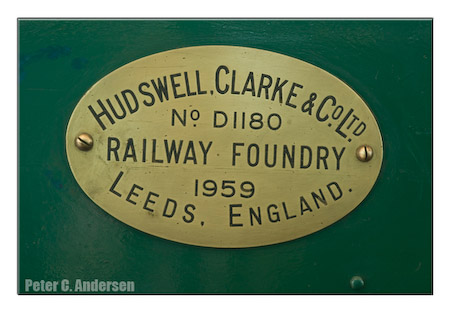 HUDSWELL, CLARKE & CO. LTD
No D1180
RAILWAY FOUNDRY
1959
LEEDS, ENGLAND.
Peter C. Andersen